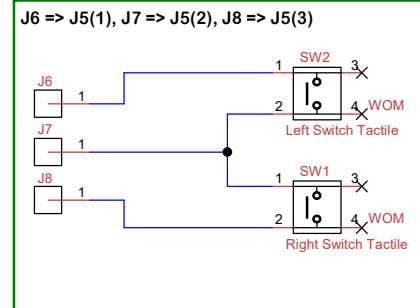 J6 => J5(1), J7 => J5(2), J8 => J5(3)
SW2
J6
1
1
3
2
4
WOM
Left Switch Tactile
J7
1
J8
1
SW1
1
3
2
4
WOM
Right Switch Tactile